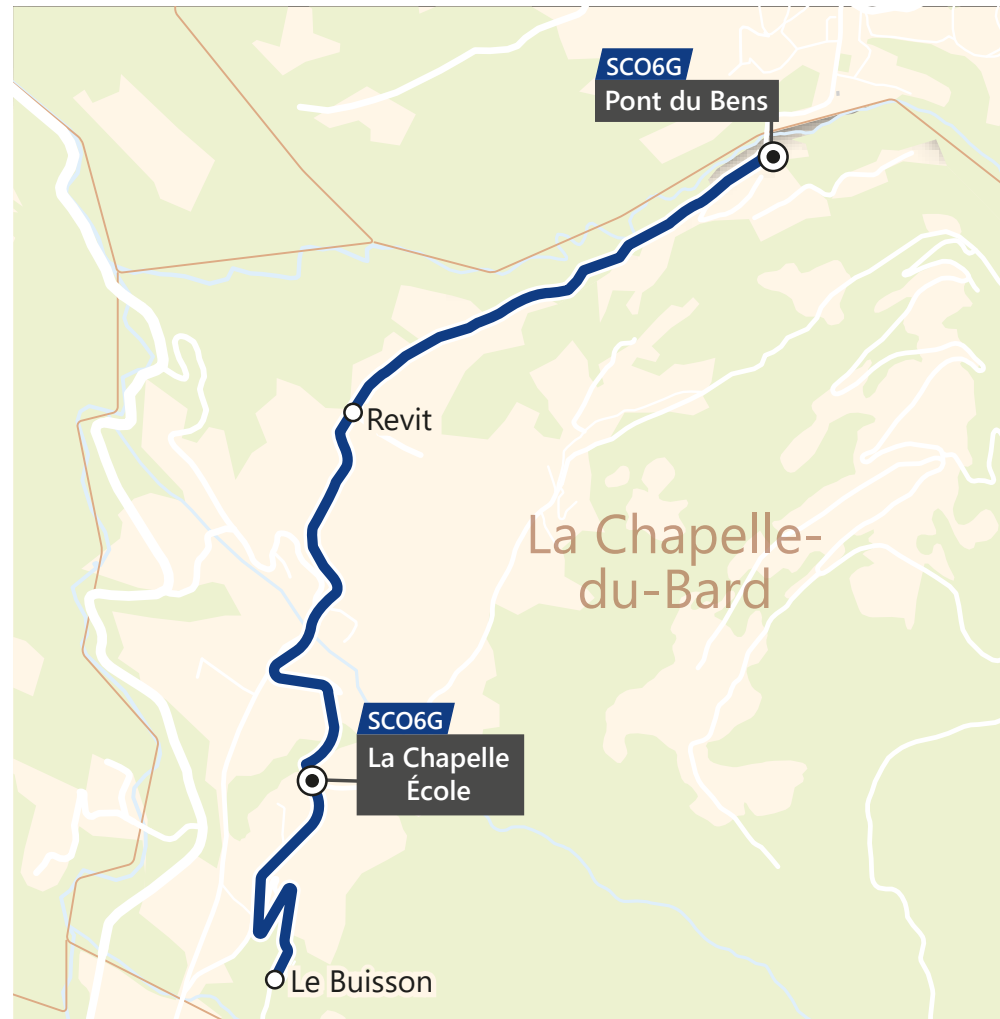 SCO6G
Pont du Bens
Revit
La Chapelle-
du-Bard
SCO6G
La Chapelle
École
Le Buisson